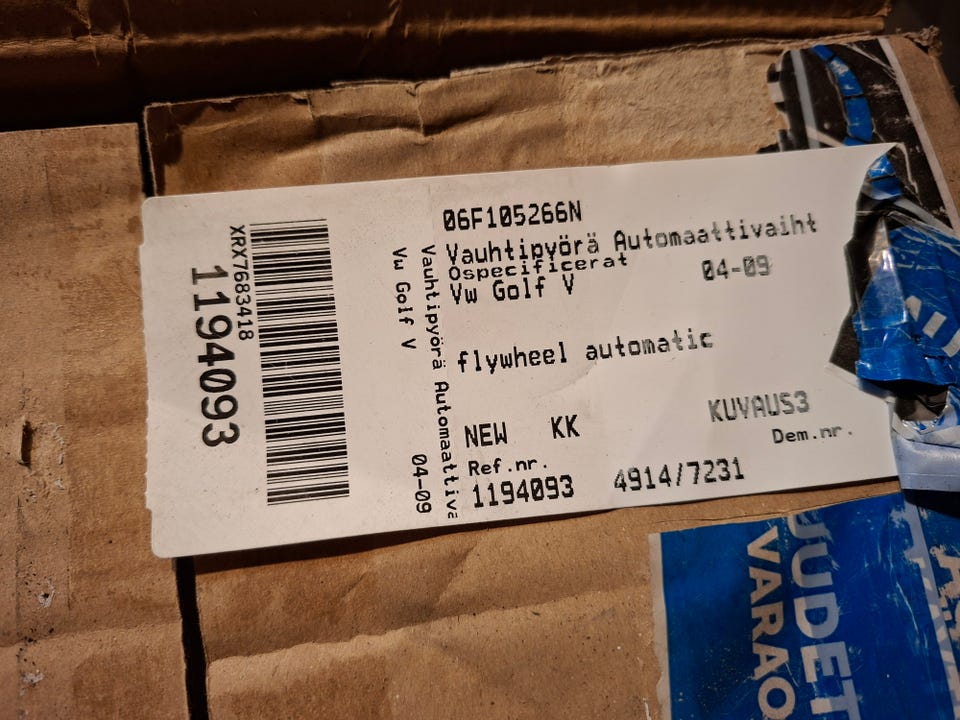 06F105266N
Vauhtipyörä Automaattivaiht
Ospecificerat
04-09
Vw Golf V
flywheel automatic
NEW KK
KUVAUS3
Dem.nr.
Ref.nr.
1194093
4914/7231
XRX7683418
1194093
Vauhtipyörä Automaattiva
Vw Golf V
04-09
UUDET
VARAO